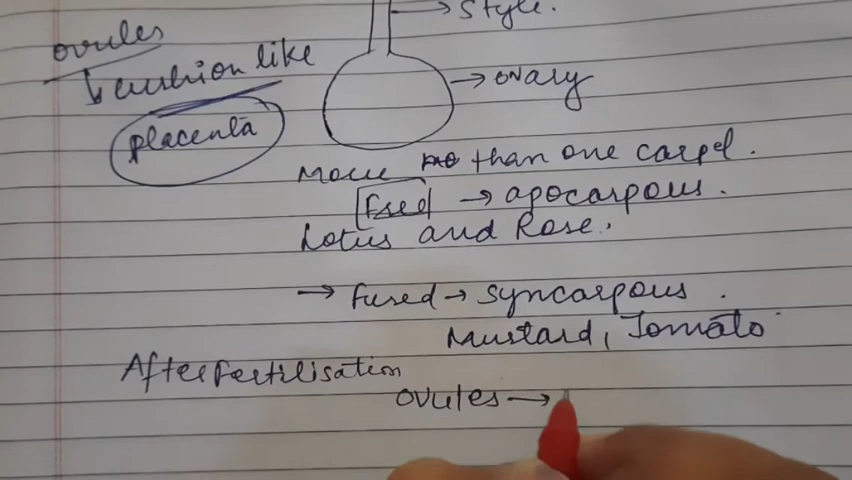 → Style.
ovules
↳ cushion like
placenta
→ ovary
More than one carpel.
Free → apocarpous.
Lotus and Rose.
→ fused → syncarpous.
Mustard, Tomato
After fertilisation
ovules →